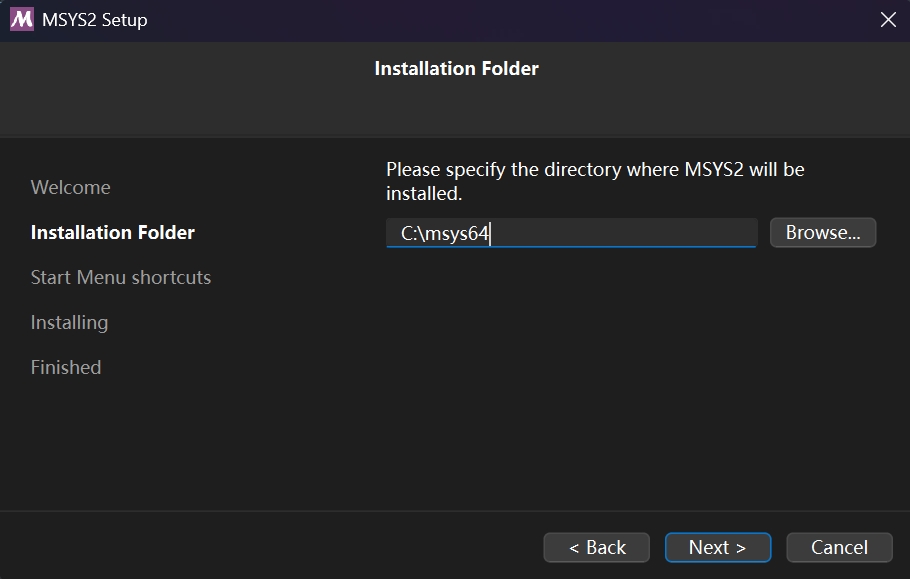 MSYS2 Setup
Installation Folder
Welcome
Installation Folder
Start Menu shortcuts
Installing
Finished
Please specify the directory where MSYS2 will be
installed.
C:\msys64
Browse...
< Back
Next >
Cancel